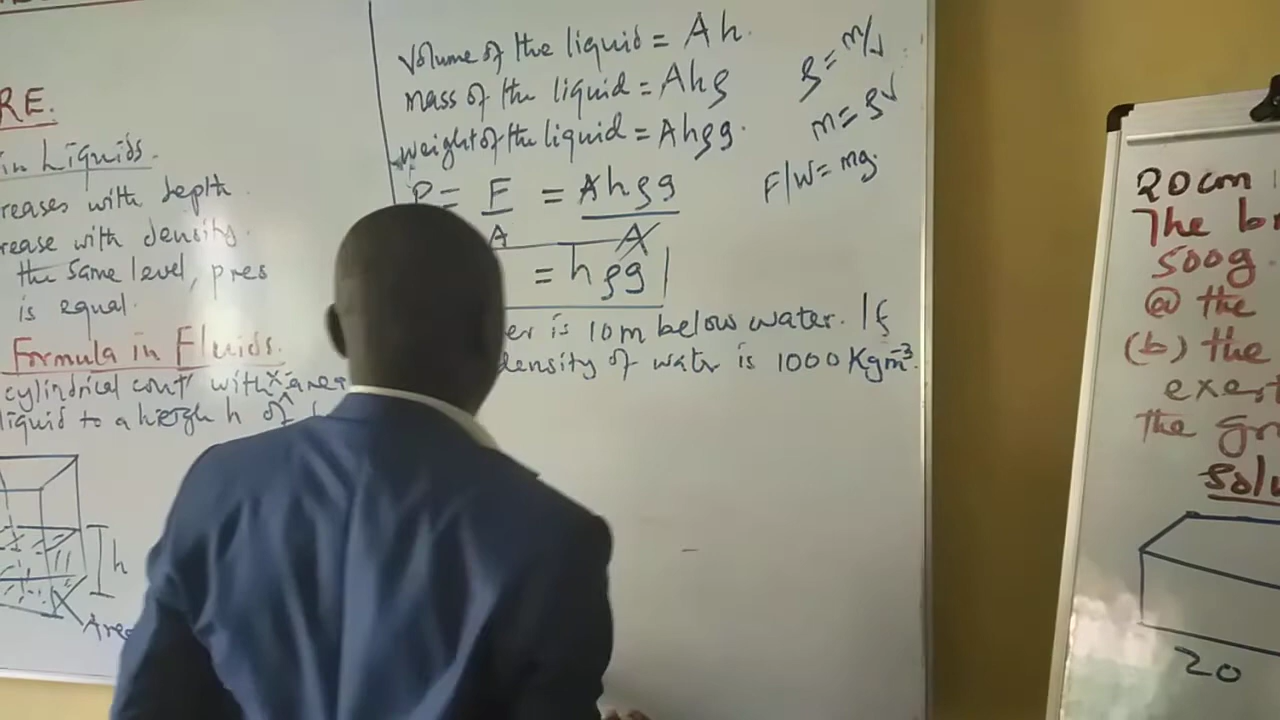 RE.
in Liquids.
reases with depth
rease with density.
the same level, pres
is equal.
Formula in Fluids.
cylindrical cont with x area
liquid to a height h of
h
Area
Volume of the liquid = Ah.
mass of the liquid = Ahρ
weight of the liquid = Ahρg.
P = F/A = Ahρg/A
= hρg
ρ = m/v
m = ρv
F/W = mg.
er is 10m below water. If
density of water is 1000 Kgm⁻³.
20cm
The b
500g
@ the
(b) the
exert
the gr
Solu
20